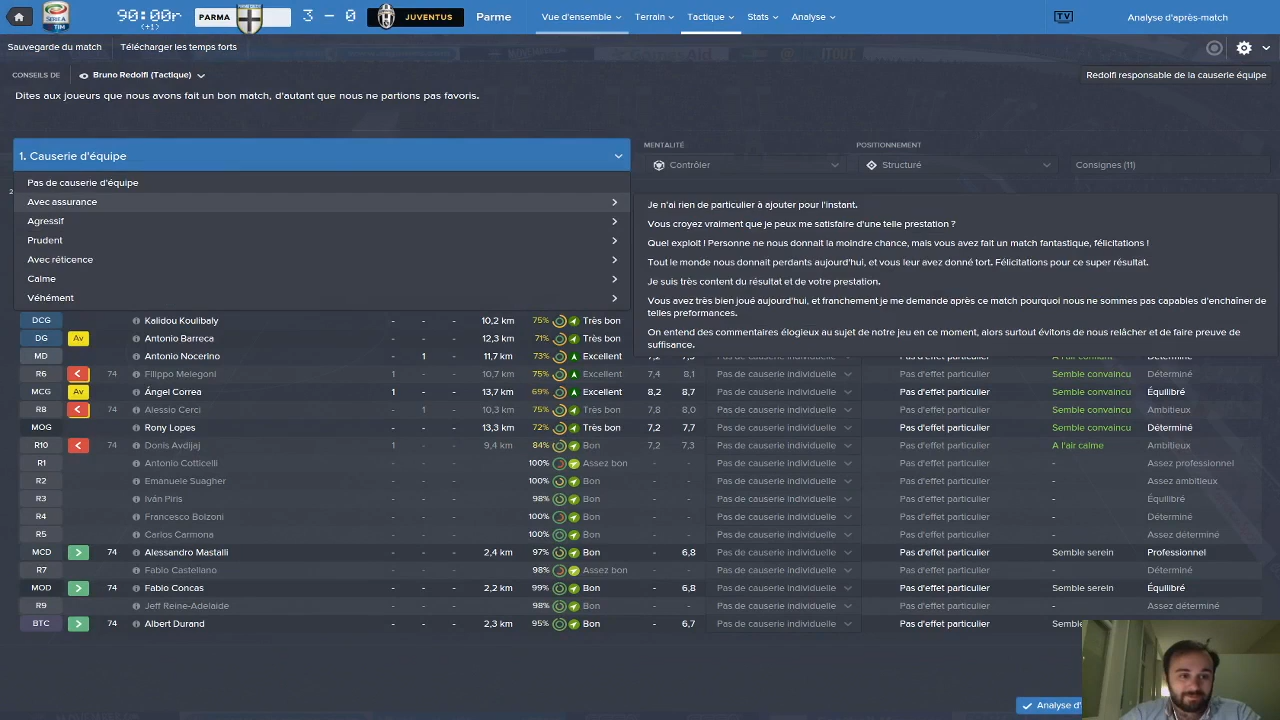 90:00r
(+1)
SERIE A
TIM
PARMA
3 - 0
JUVENTUS
Parme
Vue d'ensemble
Terrain
Tactique
Stats
Analyse
TV
Analyse d'après-match
Sauvegarde du match
Télécharger les temps forts
CONSEILS DE
Bruno Redolfi (Tactique)
Redolfi responsable de la causerie équipe
Dites aux joueurs que nous avons fait un bon match, d'autant que nous ne partions pas favoris.
1. Causerie d'équipe
MENTALITÉ
Contrôler
POSITIONNEMENT
Structuré
Consignes (11)
Pas de causerie d'équipe
Avec assurance
Agressif
Prudent
Avec réticence
Calme
Véhément
Je n'ai rien de particulier à ajouter pour l'instant.
Vous croyez vraiment que je peux me satisfaire d'une telle prestation ?
Quel exploit ! Personne ne nous donnait la moindre chance, mais vous avez fait un match fantastique, félicitations !
Tout le monde nous donnait perdants aujourd'hui, et vous leur avez donné tort. Félicitations pour ce super résultat.
Je suis très content du résultat et de votre prestation.
Vous avez très bien joué aujourd'hui, et franchement je me demande après ce match pourquoi nous ne sommes pas capables d'enchaîner de
telles preformances.
On entend des commentaires élogieux au sujet de notre jeu en ce moment, alors surtout évitons de nous relâcher et de faire preuve de
suffisance.
DCG Kalidou Koulibaly - - - 10,2 km 75% Très bon
DG Av Antonio Barreca - - - 12,3 km 71% Très bon
MD Antonio Nocerino - 1 - 11,7 km 73% Excellent
R6 74 Filippo Melegoni 1 - - 10,7 km 75% Excellent 7,4 8,1 Pas de causerie individuelle Pas d'effet particulier Semble convaincu Déterminé
MCG Av Ángel Correa 1 - - 13,7 km 69% Excellent 8,2 8,7 Pas de causerie individuelle Pas d'effet particulier Semble convaincu Équilibré
R8 74 Alessio Cerci - 1 - 10,3 km 75% Très bon 7,8 8,0 Pas de causerie individuelle Pas d'effet particulier Semble convaincu Ambitieux
MOG Rony Lopes - - - 13,3 km 72% Très bon 7,2 7,7 Pas de causerie individuelle Pas d'effet particulier Semble convaincu Déterminé
R10 74 Donis Avdijaj 1 - - 9,4 km 84% Bon 7,2 7,3 Pas de causerie individuelle Pas d'effet particulier A l'air calme Ambitieux
R1 Antonio Cotticelli - - - 100% Assez bon - - Pas de causerie individuelle Pas d'effet particulier - Assez professionnel
R2 Emanuele Suagher - - - 100% Bon - - Pas de causerie individuelle Pas d'effet particulier - Assez ambitieux
R3 Iván Piris - - - 98% Bon - - Pas de causerie individuelle Pas d'effet particulier - Équilibré
R4 Francesco Boizoni - - - 100% Bon - - Pas de causerie individuelle Pas d'effet particulier - Déterminé
R5 Carlos Carmona - - - 100% Bon - - Pas de causerie individuelle Pas d'effet particulier - Assez déterminé
MCD 74 Alessandro Mastalli - - - 2,4 km 97% Bon - 6,8 Pas de causerie individuelle Pas d'effet particulier Semble serein Professionnel
R7 Fabio Castellano - - - 98% Assez bon - - Pas de causerie individuelle Pas d'effet particulier - Déterminé
MOD 74 Fabio Concas - - - 2,2 km 99% Bon - 6,8 Pas de causerie individuelle Pas d'effet particulier Semble serein Équilibré
R9 Jeff Reine-Adelaide - - - 98% Bon - - Pas de causerie individuelle Pas d'effet particulier - Assez déterminé
BTC 74 Albert Durand - - - 2,3 km 95% Bon - 6,7 Pas de causerie individuelle Pas d'effet particulier
Analyse d'